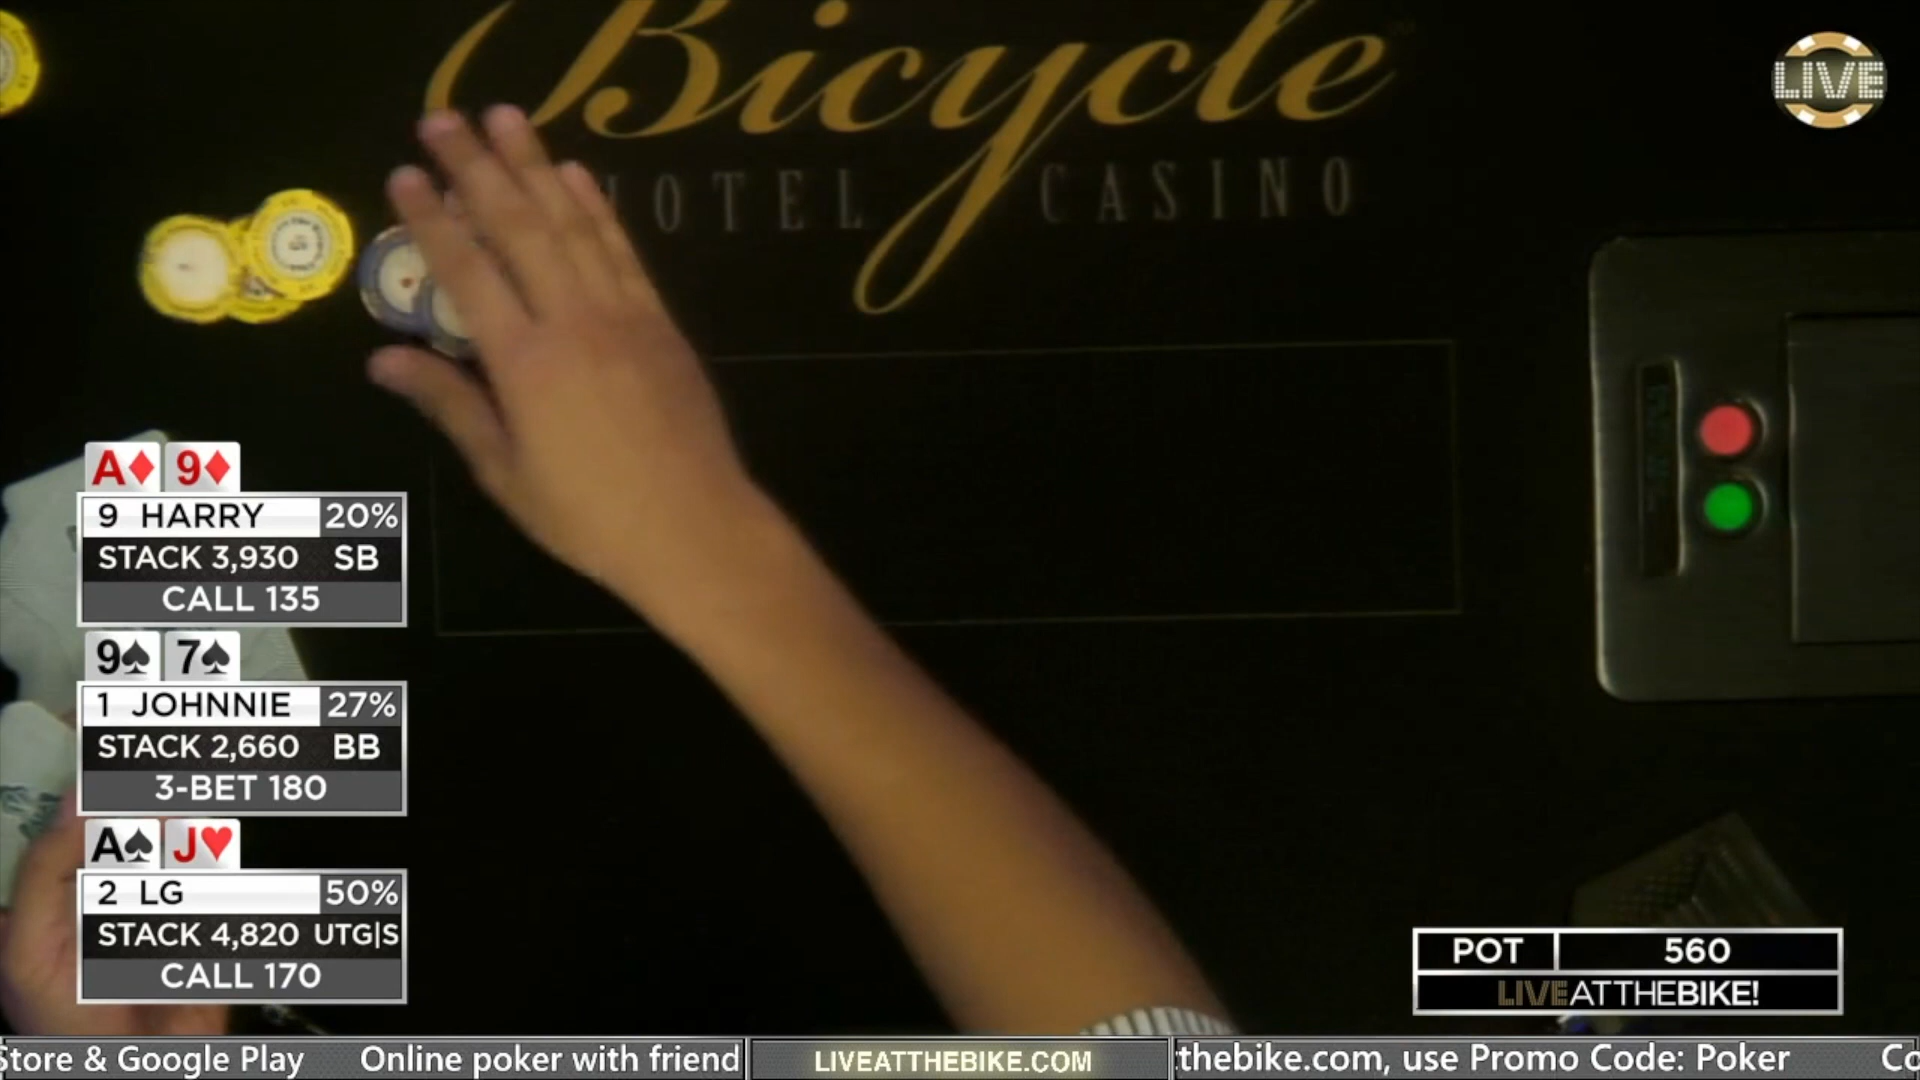 Bicycle
HOTEL CASINO
LIVE
A♦ 9♦
9 HARRY 20%
STACK 3,930 SB
CALL 135
9♠ 7♠
1 JOHNNIE 27%
STACK 2,660 BB
3-BET 180
A♠ J♥
2 LG 50%
STACK 4,820 UTG|S
CALL 170
POT 560
LIVEATTHEBIKE!
Store & Google Play Online poker with friend
LIVEATTHEBIKE.COM
thebike.com, use Promo Code: Poker Co